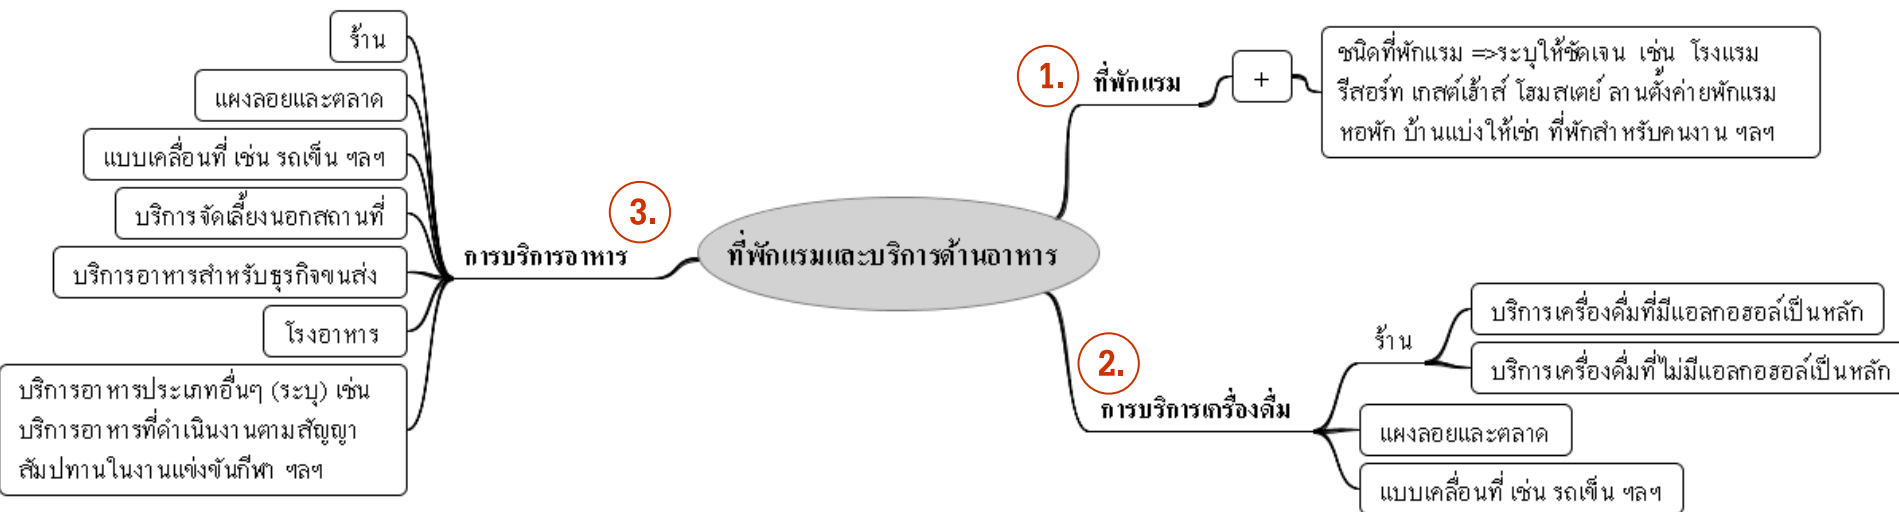 ที่พักแรมและบริการด้านอาหาร
1.
ที่พักแรม
+
ชนิดที่พักแรม =>ระบุให้ชัดเจน เช่น โรงแรม
รีสอร์ท เกสต์เฮ้าส์ โฮมสเตย์ ลานตั้งค่ายพักแรม
หอพัก บ้านแบ่งให้เช่า ที่พักสำหรับคนงาน ฯลฯ
2.
การบริการเครื่องดื่ม
ร้าน
บริการเครื่องดื่มที่มีแอลกอฮอล์เป็นหลัก
บริการเครื่องดื่มที่ไม่มีแอลกอฮอล์เป็นหลัก
แผงลอยและตลาด
แบบเคลื่อนที่ เช่น รถเข็น ฯลฯ
3.
การบริการอาหาร
ร้าน
แผงลอยและตลาด
แบบเคลื่อนที่ เช่น รถเข็น ฯลฯ
บริการจัดเลี้ยงนอกสถานที่
บริการอาหารสำหรับธุรกิจขนส่ง
โรงอาหาร
บริการอาหารประเภทอื่นๆ (ระบุ) เช่น
บริการอาหารที่ดำเนินงานตามสัญญา
สัมปทานในงานแข่งขันกีฬา ฯลฯ